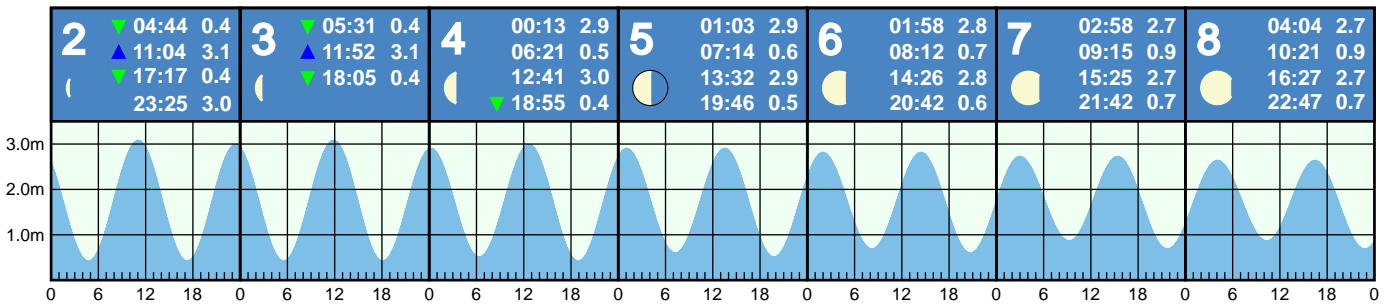 2 ▼ 04:44 0.4
▲ 11:04 3.1
▼ 17:17 0.4
23:25 3.0
3 ▼ 05:31 0.4
▲ 11:52 3.1
▼ 18:05 0.4
4 00:13 2.9
06:21 0.5
12:41 3.0
▼ 18:55 0.4
5 01:03 2.9
07:14 0.6
13:32 2.9
19:46 0.5
6 01:58 2.8
08:12 0.7
14:26 2.8
20:42 0.6
7 02:58 2.7
09:15 0.9
15:25 2.7
21:42 0.7
8 04:04 2.7
10:21 0.9
16:27 2.7
22:47 0.7
3.0m
2.0m
1.0m
0 6 12 18 0 6 12 18 0 6 12 18 0 6 12 18 0 6 12 18 0 6 12 18 0 6 12 18 0